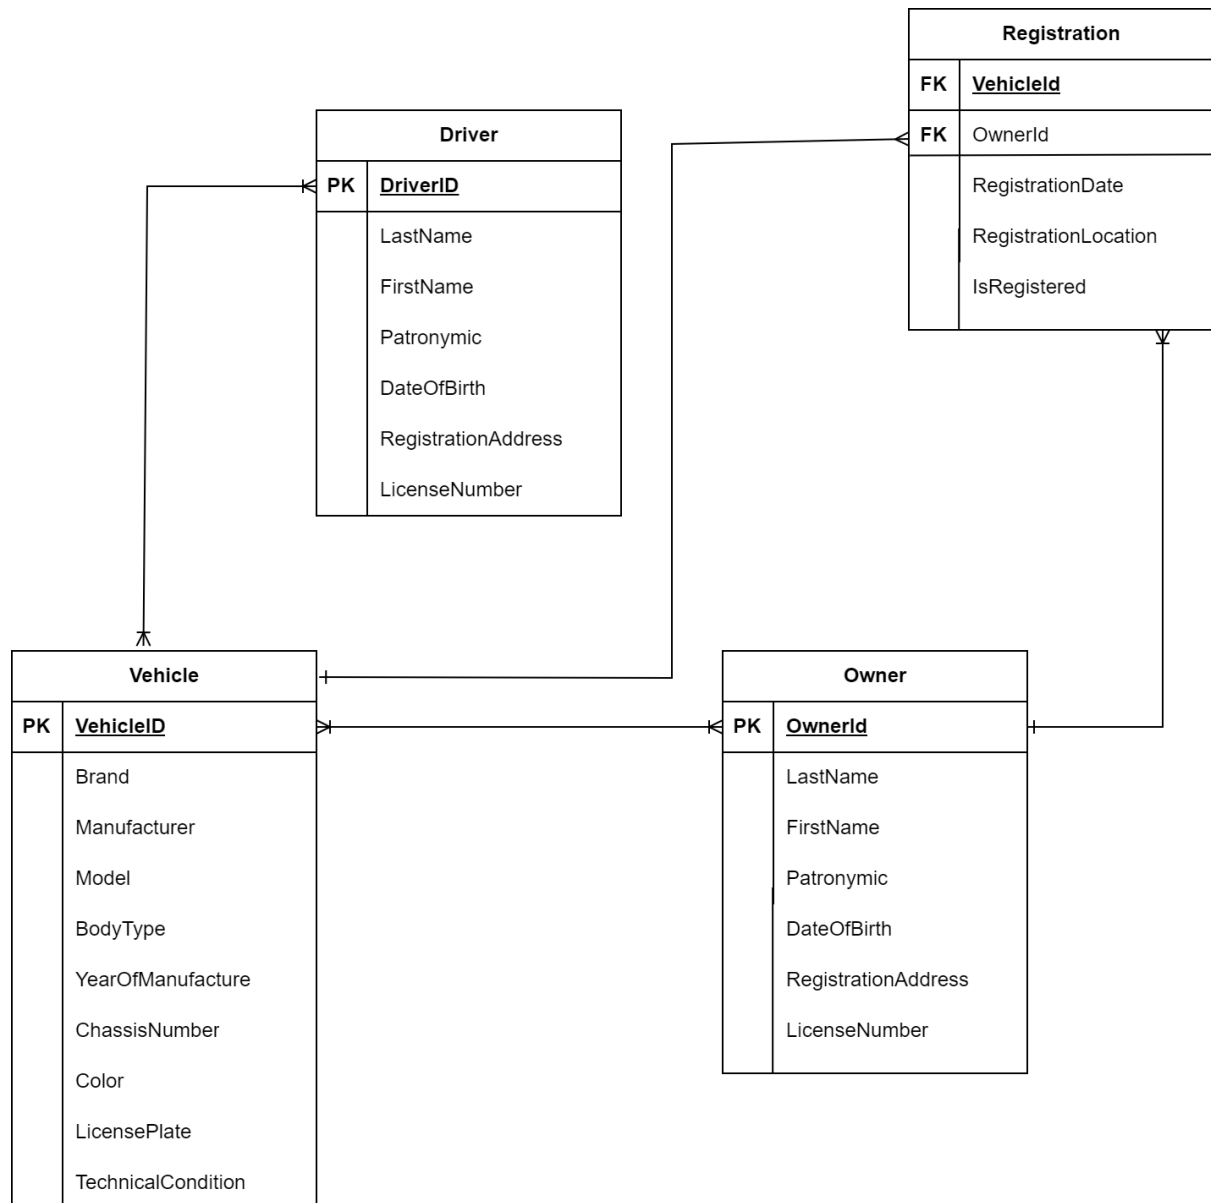 Registration
FK VehicleId
FK OwnerId
RegistrationDate
RegistrationLocation
IsRegistered
Driver
PK DriverID
LastName
FirstName
Patronymic
DateOfBirth
RegistrationAddress
LicenseNumber
Vehicle
PK VehicleID
Brand
Manufacturer
Model
BodyType
YearOfManufacture
ChassisNumber
Color
LicensePlate
TechnicalCondition
Owner
PK OwnerId
LastName
FirstName
Patronymic
DateOfBirth
RegistrationAddress
LicenseNumber